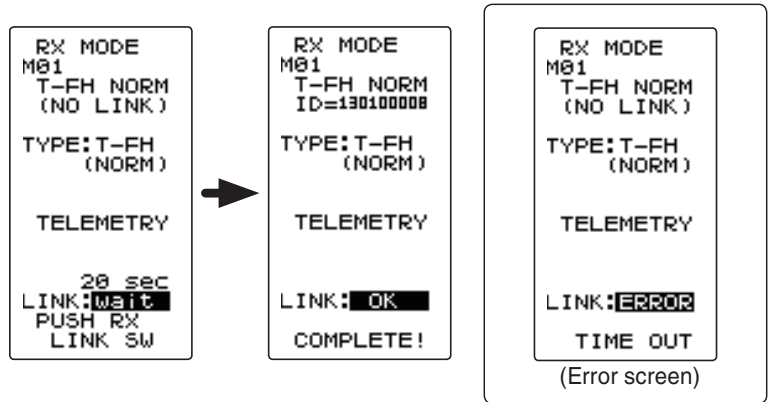 RX MODE
M01
T-FH NORM
(NO LINK)
TYPE:T-FH
(NORM)
TELEMETRY
20 sec
LINK:wait
PUSH RX
LINK SW
RX MODE
M01
T-FH NORM
ID=130100008
TYPE:T-FH
(NORM)
TELEMETRY
LINK: OK
COMPLETE!
RX MODE
M01
T-FH NORM
(NO LINK)
TYPE:T-FH
(NORM)
TELEMETRY
LINK:ERROR
TIME OUT
(Error screen)